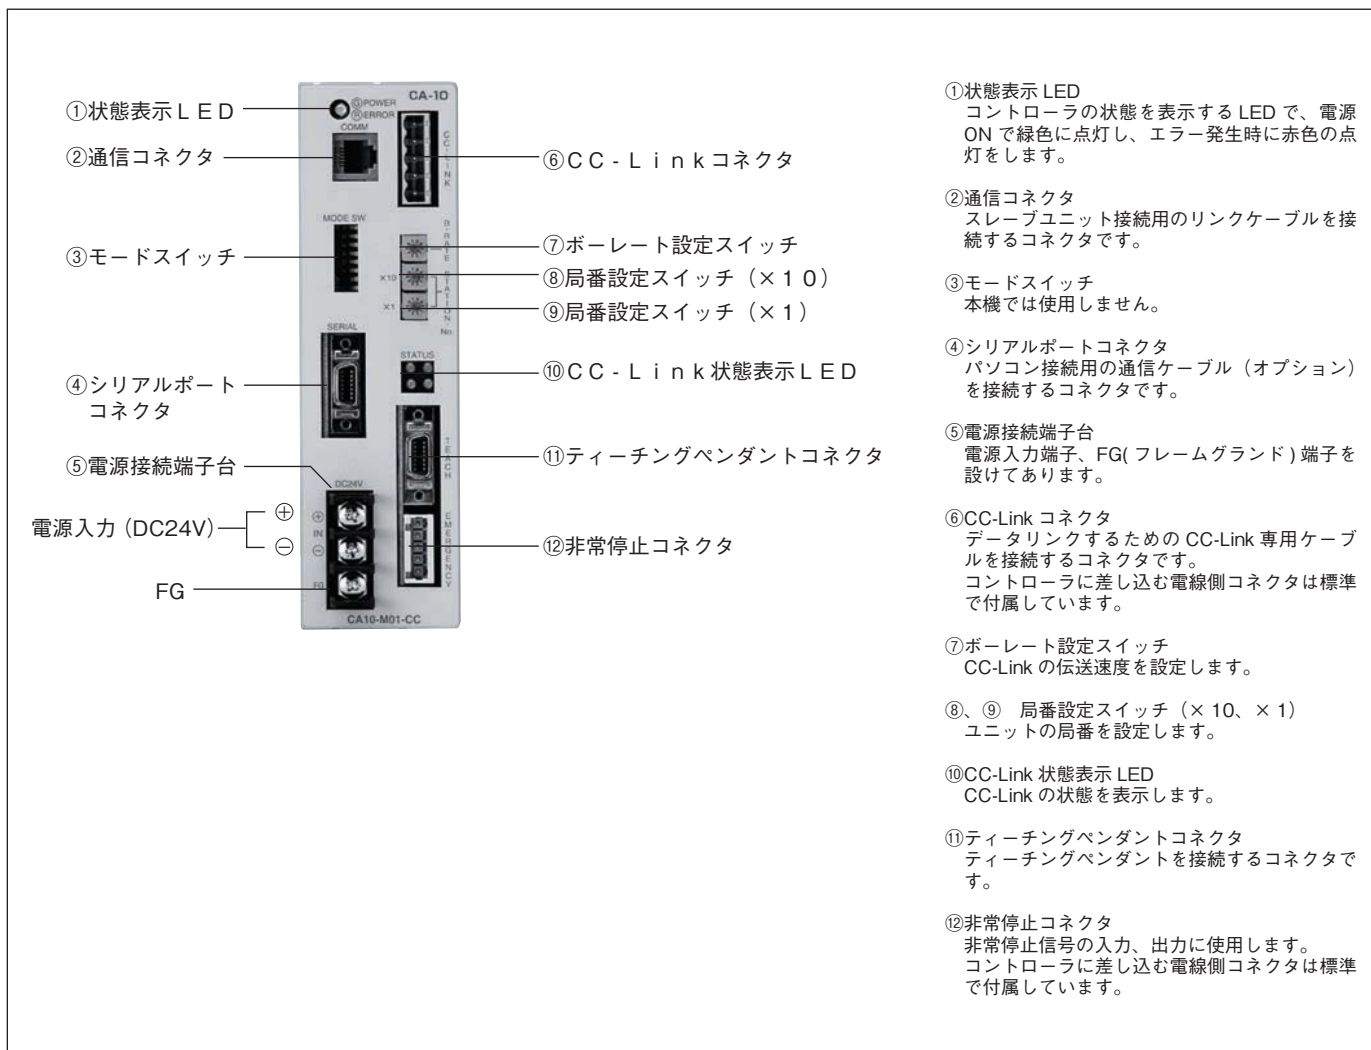 ①状態表示ＬＥＤ
②通信コネクタ
③モードスイッチ
④シリアルポート
コネクタ
⑤電源接続端子台
電源入力（DC24V）
⊕
⊖
FG
CA-10
ⒼPOWER
ⓇERROR
COMM
CC-LINK
MODE SW
B-RATE
×10
×1
STATION-No
SERIAL
STATUS
TEACH
DC24V
⊕
IN
⊖
FG
EMERGENCY
CA10-M01-CC
⑥ＣＣ-Ｌｉｎｋコネクタ
⑦ボーレート設定スイッチ
⑧局番設定スイッチ（×１０）
⑨局番設定スイッチ（×１）
⑩ＣＣ-Ｌｉｎｋ状態表示ＬＥＤ
⑪ティーチングペンダントコネクタ
⑫非常停止コネクタ
①状態表示 LED
コントローラの状態を表示する LED で、電源
ON で緑色に点灯し、エラー発生時に赤色の点
灯をします。
②通信コネクタ
スレーブユニット接続用のリンクケーブルを接
続するコネクタです。
③モードスイッチ
本機では使用しません。
④シリアルポートコネクタ
パソコン接続用の通信ケーブル（オプション）
を接続するコネクタです。
⑤電源接続端子台
電源入力端子、FG(フレームグランド)端子を
設けてあります。
⑥CC-Link コネクタ
データリンクするための CC-Link 専用ケーブ
ルを接続するコネクタです。
コントローラに差し込む電線側コネクタは標準
で付属しています。
⑦ボーレート設定スイッチ
CC-Link の伝送速度を設定します。
⑧、⑨　局番設定スイッチ（× 10、× 1）
ユニットの局番を設定します。
⑩CC-Link 状態表示 LED
CC-Link の状態を表示します。
⑪ティーチングペンダントコネクタ
ティーチングペンダントを接続するコネクタで
す。
⑫非常停止コネクタ
非常停止信号の入力、出力に使用します。
コントローラに差し込む電線側コネクタは標準
で付属しています。